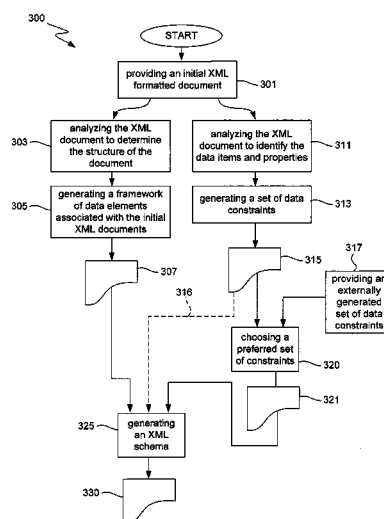 300
START
providing an initial XML
formatted document
301
303
analyzing the XML
document to determine
the structure of the
document
analyzing the XML
document to identify the
data items and properties
311
305
generating a framework
of data elements
associated with the initial
XML documents
generating a set of data
constraints
313
317
307
315
providing an
externally
generated
set of data
constraints
316
choosing a
preferred set
of constraints
320
321
325
generating
an XML
schema
330